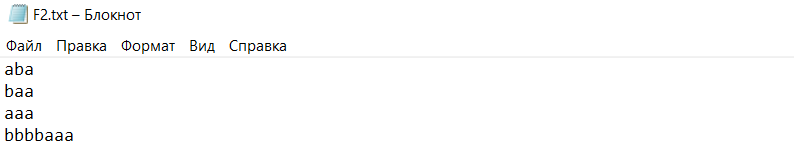 F2.txt – Блокнот
Файл Правка Формат Вид Справка
aba
baa
aaa
bbbbaaa